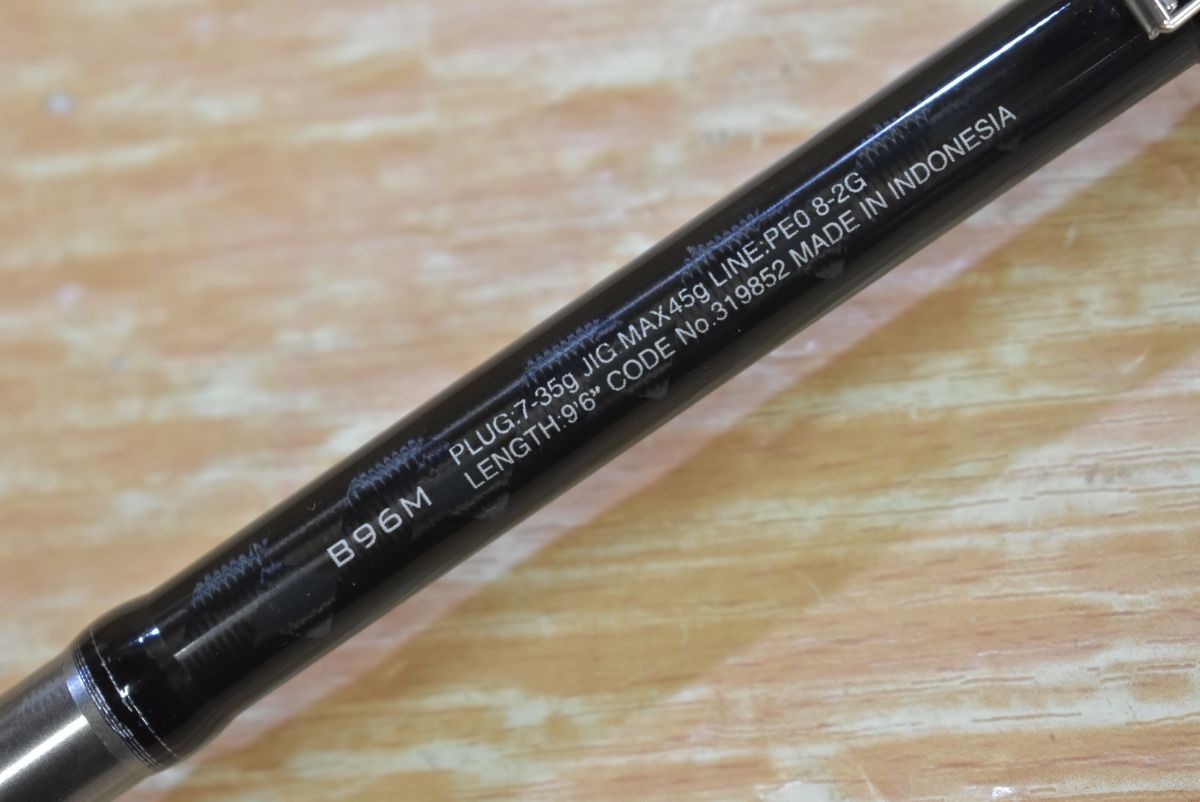 B96M
PLUG:7-35g JIG:MAX45g LINE:PE0 8-2G
LENGTH:9'6” CODE No.319852 MADE IN INDONESIA